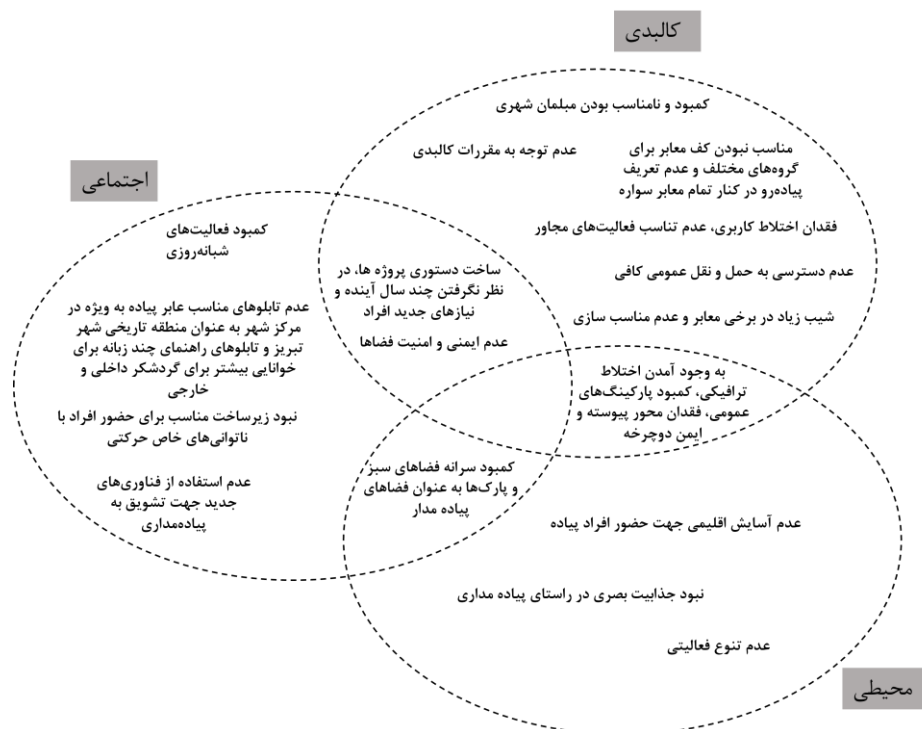 کالبدی
کمبود و نامناسب بودن مبلمان شهری
مناسب نبودن کف معابر برای
گروه‌های مختلف و عدم تعریف
پیاده‌رو در کنار تمام معابر سواره
عدم توجه به مقررات کالبدی
فقدان اختلاط کاربری، عدم تناسب فعالیت‌های مجاور
عدم دسترسی به حمل و نقل عمومی کافی
شیب زیاد در برخی معابر و عدم مناسب سازی
اجتماعی
کمبود فعالیت‌های
شبانه‌روزی
عدم تابلوهای مناسب عابر پیاده به ویژه در
مرکز شهر به عنوان منطقه تاریخی شهر
تبریز و تابلوهای راهنمای چند زبانه برای
خوانایی بیشتر برای گردشگر داخلی و
خارجی
نبود زیرساخت مناسب برای حضور افراد با
ناتوانی‌های خاص حرکتی
عدم استفاده از فناوری‌های
جدید جهت تشویق به
پیاده‌مداری
ساخت دستوری پروژه ها، در
نظر نگرفتن چند سال آینده و
نیازهای جدید افراد
عدم ایمنی و امنیت فضاها
به وجود آمدن اختلاط
ترافیکی، کمبود پارکینگ‌های
عمومی، فقدان محور پیوسته و
ایمن دوچرخه
کمبود سرانه فضاهای سبز
و پارک‌ها به عنوان فضاهای
پیاده مدار
عدم آسایش اقلیمی جهت حضور افراد پیاده
نبود جذابیت بصری در راستای پیاده مداری
عدم تنوع فعالیتی
محیطی